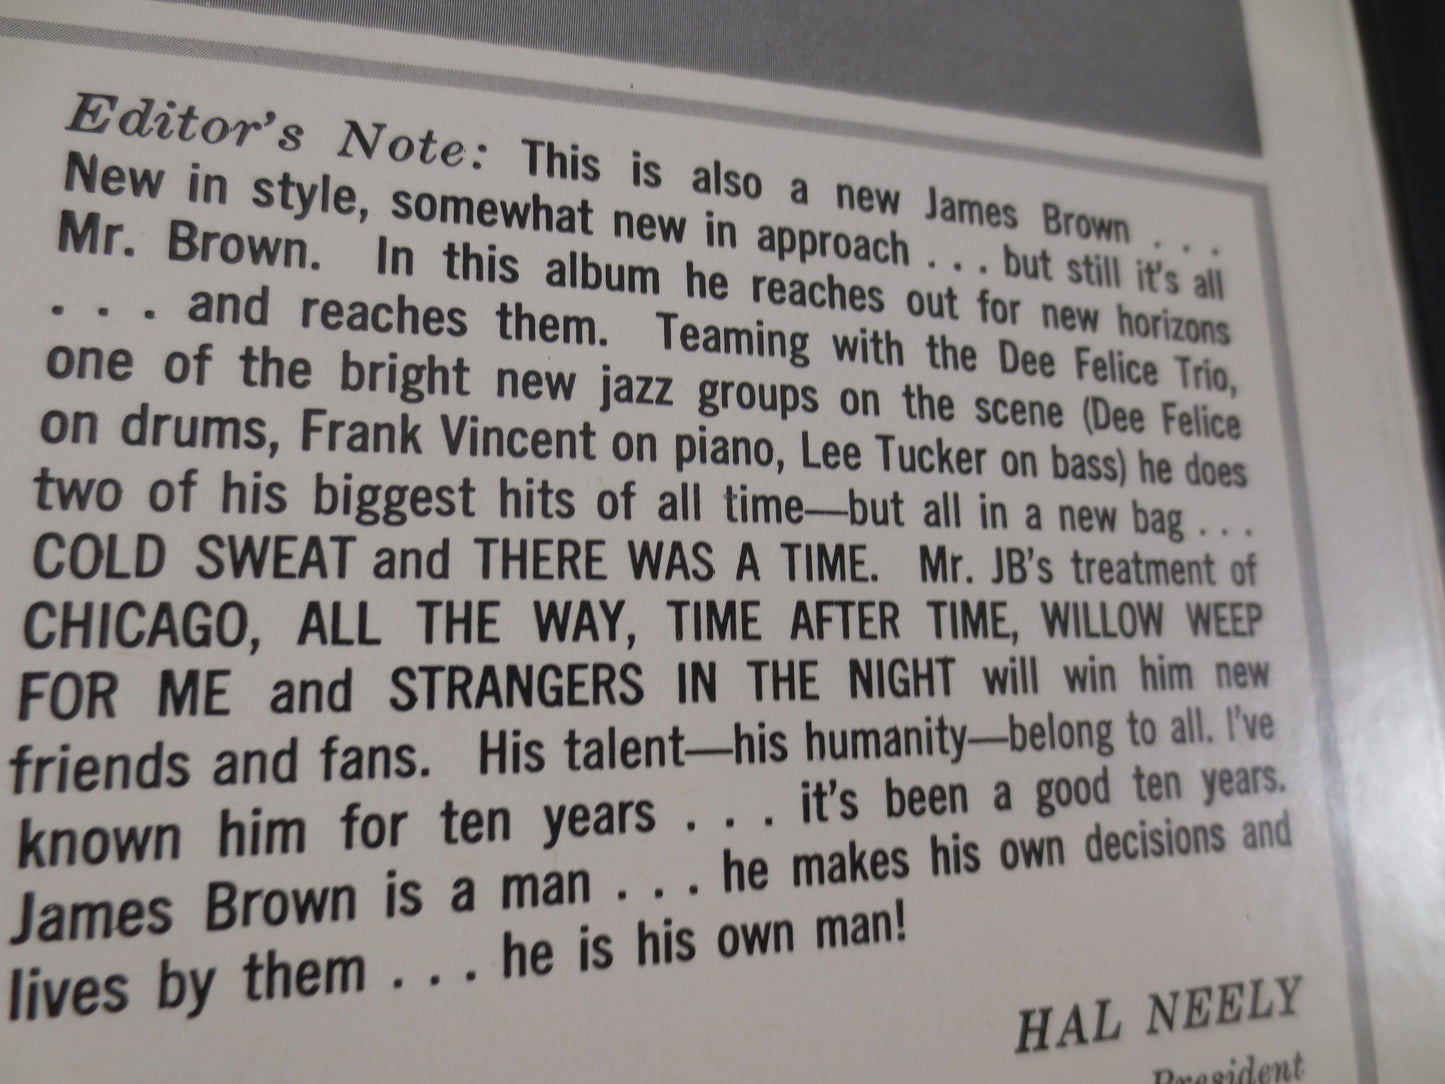 Editor's Note: This is also a new James Brown . . .
New in style, somewhat new in approach . . . but still it's all
Mr. Brown. In this album he reaches out for new horizons
. . . and reaches them. Teaming with the Dee Felice Trio,
one of the bright new jazz groups on the scene (Dee Felice
on drums, Frank Vincent on piano, Lee Tucker on bass) he does
two of his biggest hits of all time—but all in a new bag . . .
COLD SWEAT and THERE WAS A TIME. Mr. JB's treatment of
CHICAGO, ALL THE WAY, TIME AFTER TIME, WILLOW WEEP
FOR ME and STRANGERS IN THE NIGHT will win him new
friends and fans. His talent—his humanity—belong to all. I've
known him for ten years . . . it's been a good ten years.
James Brown is a man . . . he makes his own decisions and
lives by them . . . he is his own man!
HAL NEELY
President